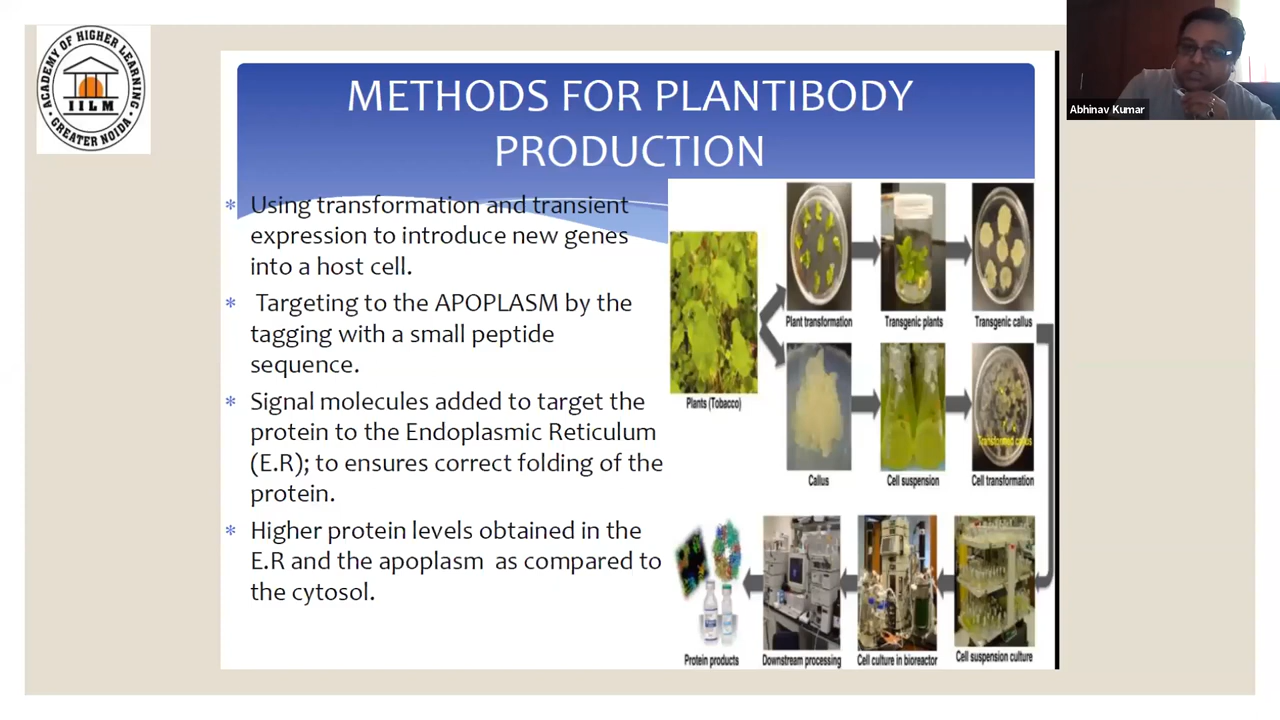 ACADEMY OF HIGHER LEARNING
IILM
GREATER NOIDA
Abhinav Kumar
METHODS FOR PLANTIBODY
PRODUCTION
* Using transformation and transient
expression to introduce new genes
into a host cell.
* Targeting to the APOPLASM by the
tagging with a small peptide
sequence.
* Signal molecules added to target the
protein to the Endoplasmic Reticulum
(E.R); to ensures correct folding of the
protein.
* Higher protein levels obtained in the
E.R and the apoplasm as compared to
the cytosol.
Plants (Tobacco)
Plant transformation
Transgenic plants
Transgenic callus
Callus
Cell suspension
Transformed callus
Cell transformation
Protein products
Downstream processing
Cell culture in bioreactor
Cell suspension culture